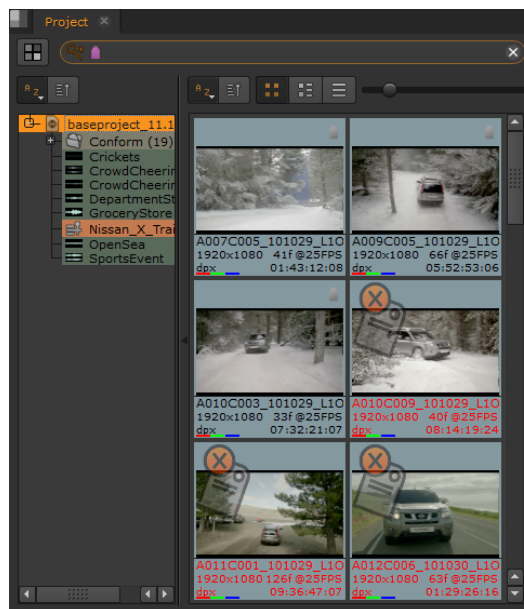 Project
baseproject_11.1
Conform (19)
Crickets
CrowdCheerin
CrowdCheerin
DepartmentSt
GroceryStore
Nissan_X_Trai
OpenSea
SportsEvent
A007C005_101029_L1O
1920x1080 41f@25FPS
dpx 01:43:12:08
A009C005_101029_L1O
1920x1080 66f@25FPS
dpx 05:52:53:06
A010C003_101029_L1O
1920x1080 33f@25FPS
dpx 07:32:21:07
A010C009_101029_L1O
1920x1080 40f@25FPS
dpx 08:14:19:24
A011C001_101029_L1O
1920x1080 126f@25FPS
dpx 09:36:47:07
A012C006_101030_L1O
1920x1080 63f@25FPS
dpx 01:29:26:16